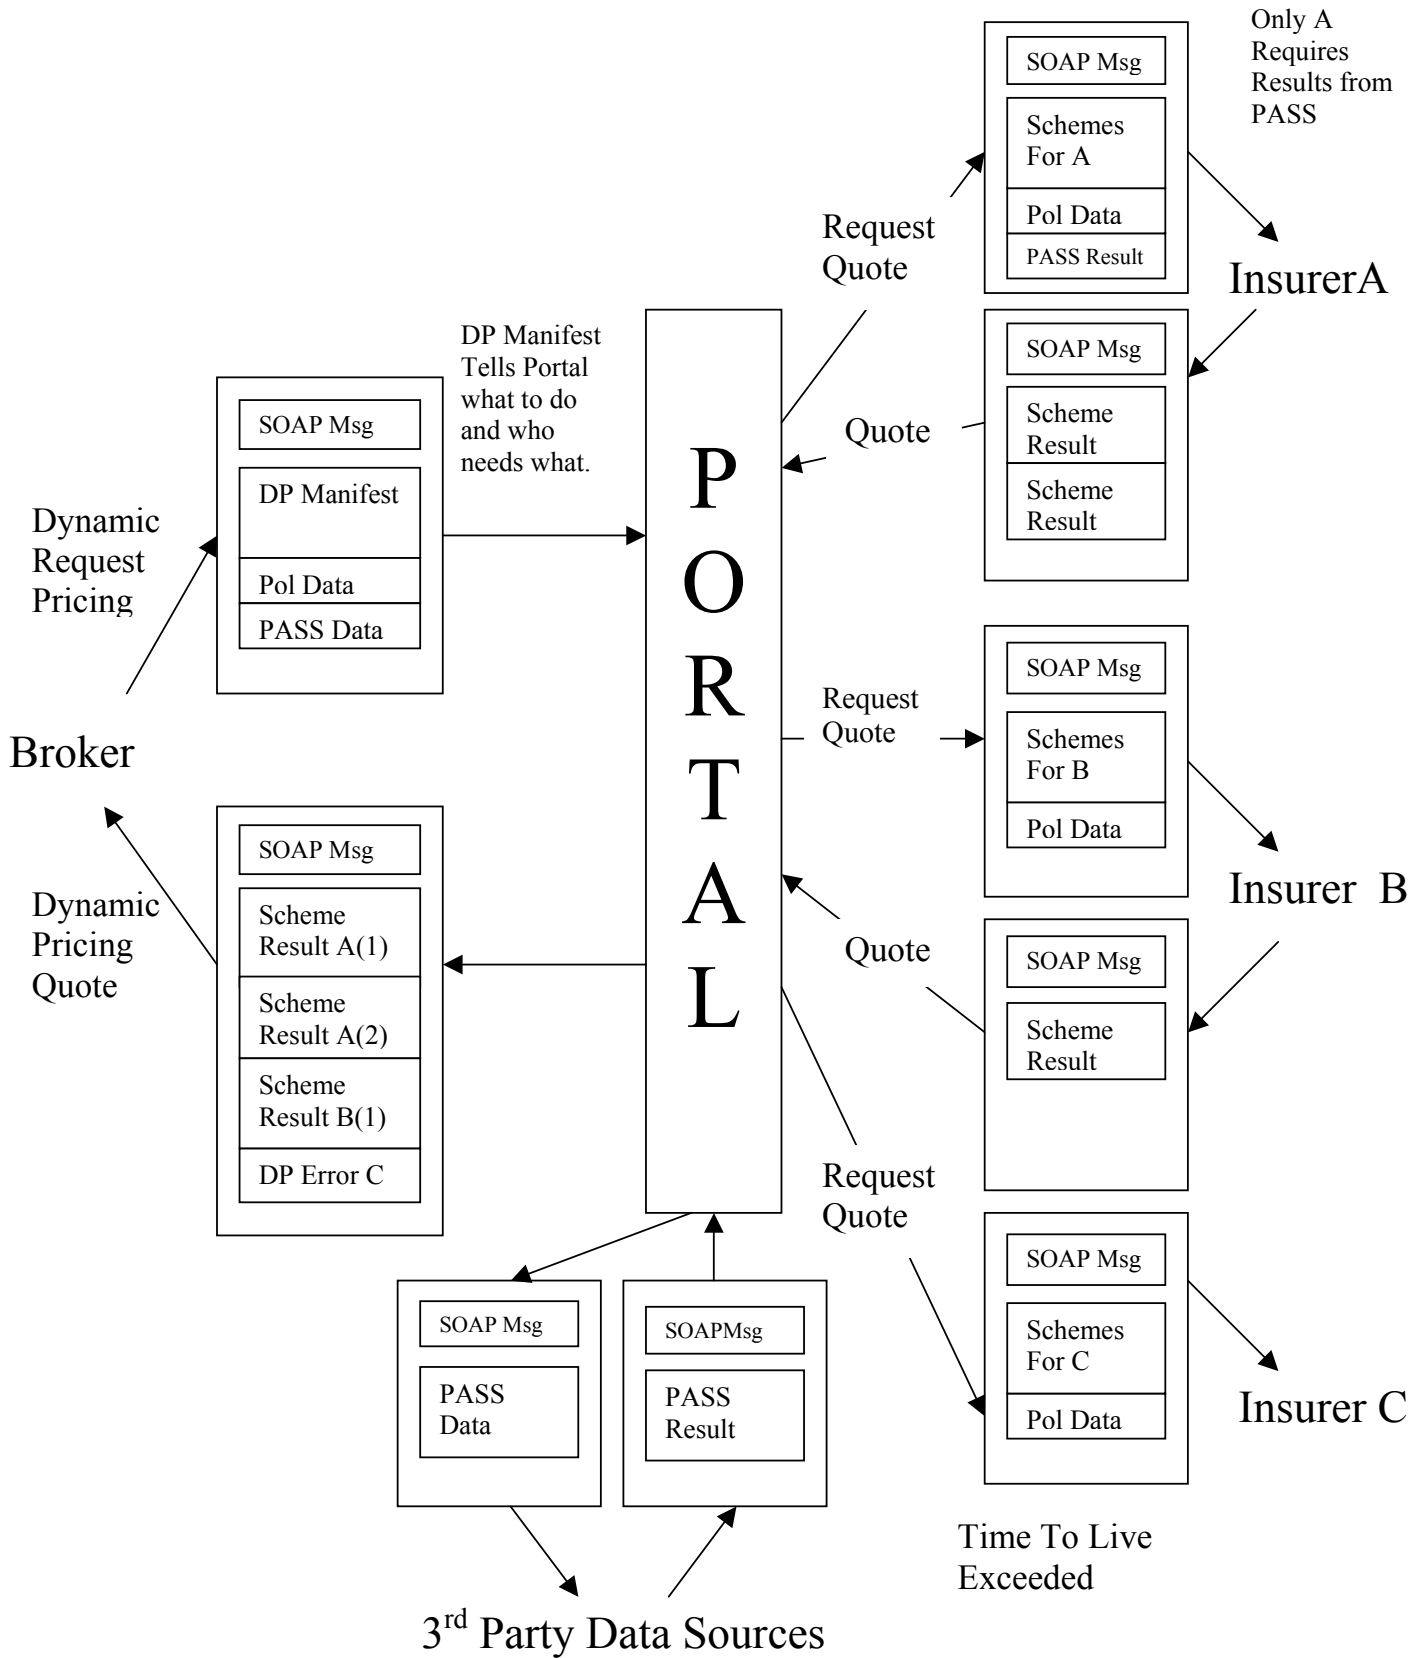 Only A
Requires
Results from
PASS
SOAP Msg
Schemes
For A
Pol Data
PASS Result
Request
Quote
InsurerA
DP Manifest
Tells Portal
what to do
and who
needs what.
SOAP Msg
Scheme
Result
Scheme
Result
Quote
SOAP Msg
DP Manifest
Pol Data
PASS Data
Dynamic
Request
Pricing
P
O
R
T
A
L
Broker
Request
Quote
SOAP Msg
Schemes
For B
Pol Data
Insurer B
SOAP Msg
Scheme
Result A(1)
Scheme
Result A(2)
Scheme
Result B(1)
DP Error C
Dynamic
Pricing
Quote
Quote
SOAP Msg
Scheme
Result
Request
Quote
SOAP Msg
Schemes
For C
Pol Data
Insurer C
SOAP Msg
PASS
Data
SOAPMsg
PASS
Result
Time To Live
Exceeded
3rd Party Data Sources